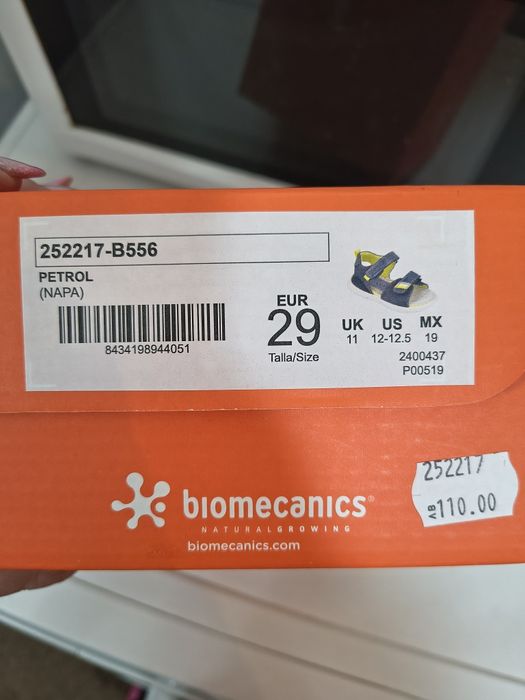 252217-B556
PETROL
(NAPA)
8434198944051
EUR
29
Talla/Size
UK US MX
11 12-12.5 19
2400437
P00519
biomecanics®
NATURALGROWING
biomecanics.com
252217
AB 110.00